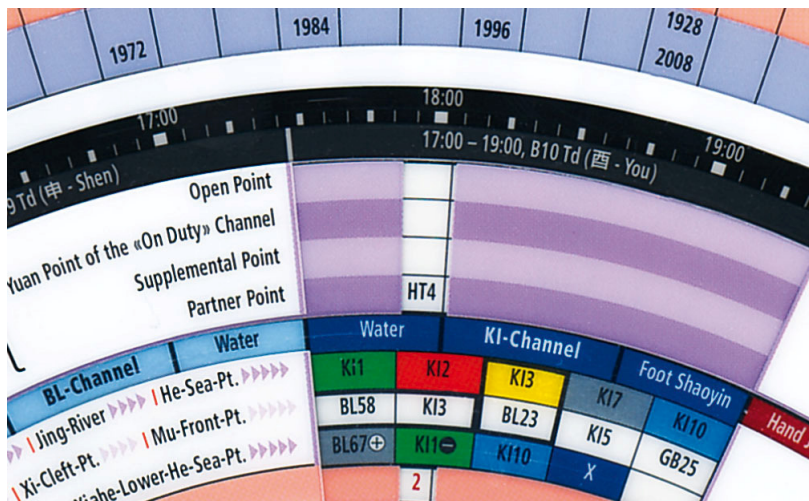 1972
1984
1996
1928
2008
17:00
18:00
19:00
9 Td (申 - Shen)
17:00 – 19:00, B10 Td (酉 - You)
Open Point
Yuan Point of the «On Duty» Channel
Supplemental Point
Partner Point
HT4
BL-Channel
Water
Water
KI-Channel
Foot Shaoyin
Hand
Ki1
KI2
KI3
KI7
KI10
BL58
KI3
BL23
KI5
GB25
BL67+
KI1–
KI10
X
Jing-River
He-Sea-Pt.
Xi-Cleft-Pt.
Mu-Front-Pt.
Xiahe-Lower-He-Sea-Pt.
2